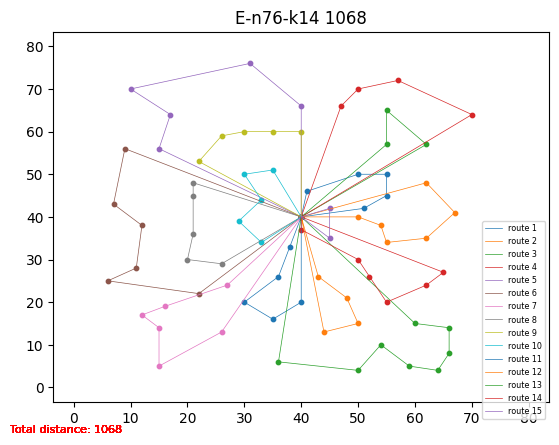 E-n76-k14 1068
80
70
60
50
40
30
20
10
0
0 10 20 30 40 50 60 70
route 1
route 2
route 3
route 4
route 5
route 6
route 7
route 8
route 9
route 10
route 11
route 12
route 13
route 14
route 15
Total distance: 1068